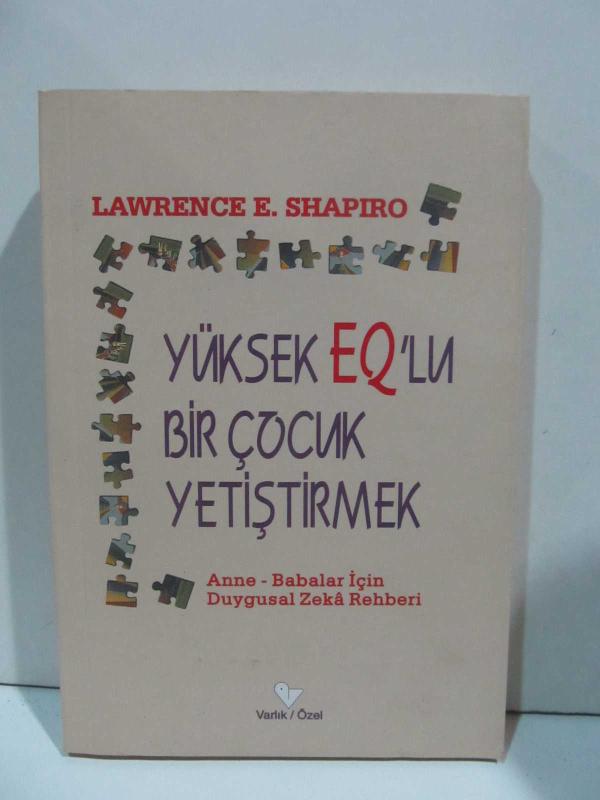 LAWRENCE E. SHAPIRO
YÜKSEK EQ'LU
BİR ÇOCUK
YETİŞTİRMEK
Anne - Babalar İçin
Duygusal Zekâ Rehberi
Varlık / Özel